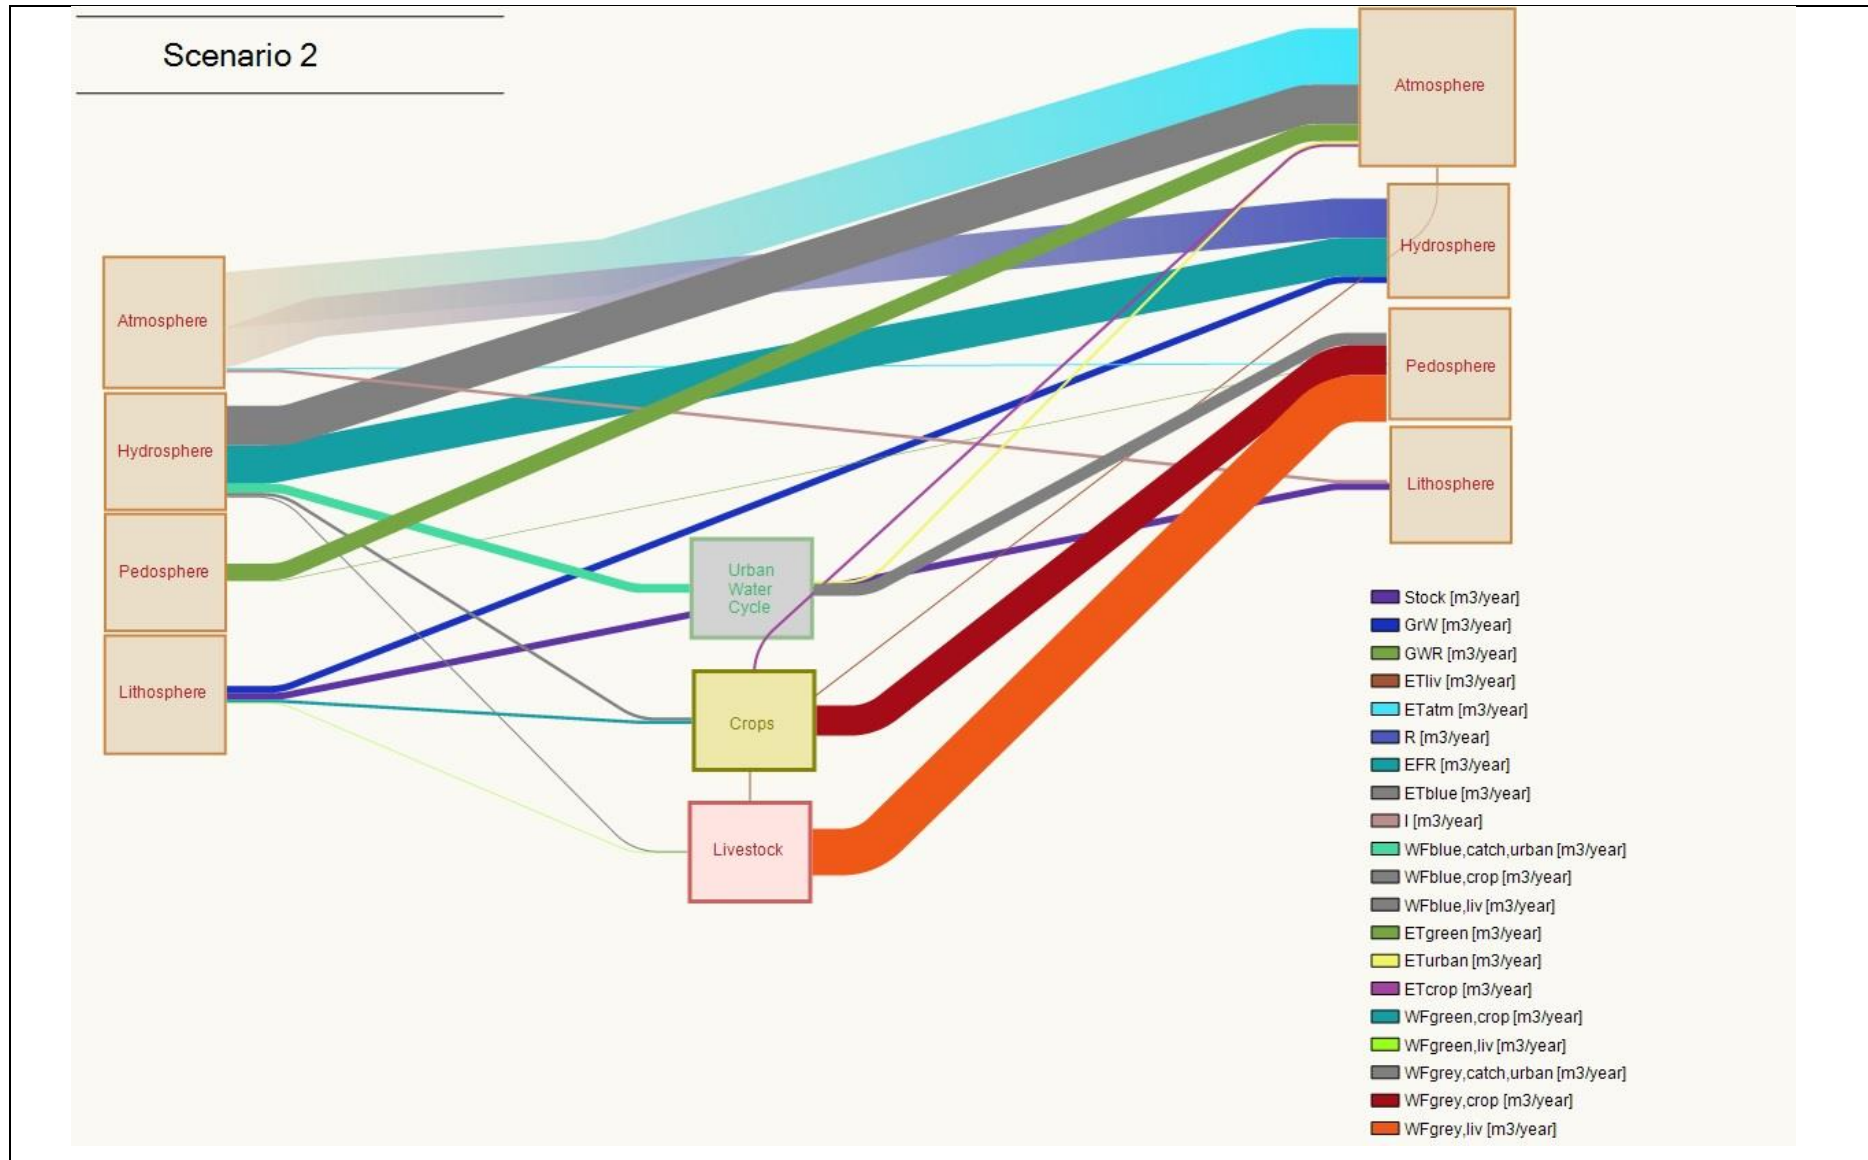 Scenario 2
Atmosphere
Atmosphere
Hydrosphere
Atmosphere
Pedosphere
Hydrosphere
Lithosphere
Pedosphere
Urban
Water
Cycle
Lithosphere
Crops
Livestock
Stock [m3/year]
GrW [m3/year]
GWR [m3/year]
ETliv [m3/year]
ETatm [m3/year]
R [m3/year]
EFR [m3/year]
ETblue [m3/year]
I [m3/year]
WFblue,catch,urban [m3/year]
WFblue,crop [m3/year]
WFblue,liv [m3/year]
ETgreen [m3/year]
ETurban [m3/year]
ETcrop [m3/year]
WFgreen,crop [m3/year]
WFgreen,liv [m3/year]
WFgrey,catch,urban [m3/year]
WFgrey,crop [m3/year]
WFgrey,liv [m3/year]